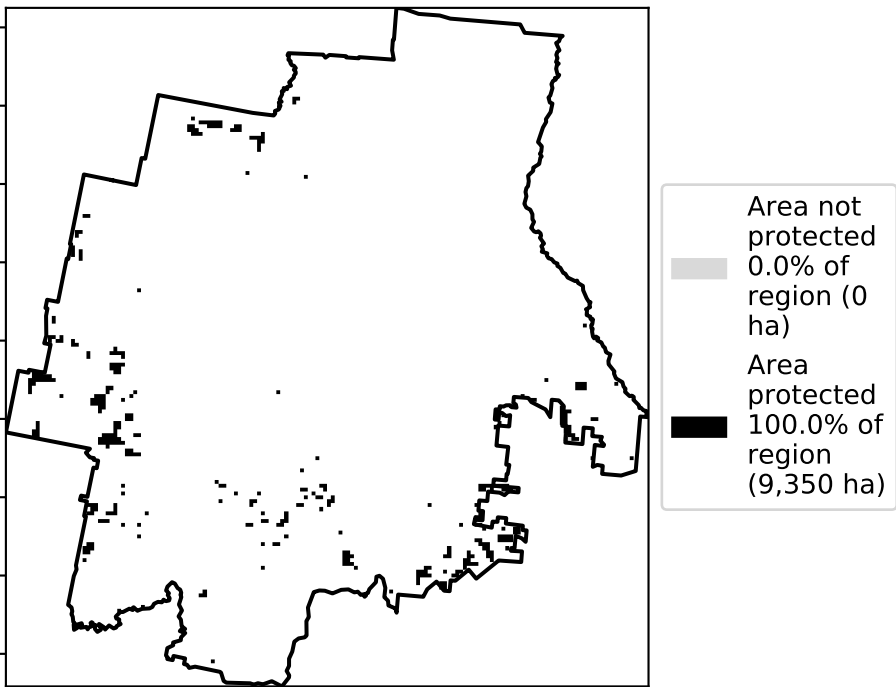 Area not
protected
0.0% of
region (0
ha)
Area
protected
100.0% of
region
(9,350 ha)